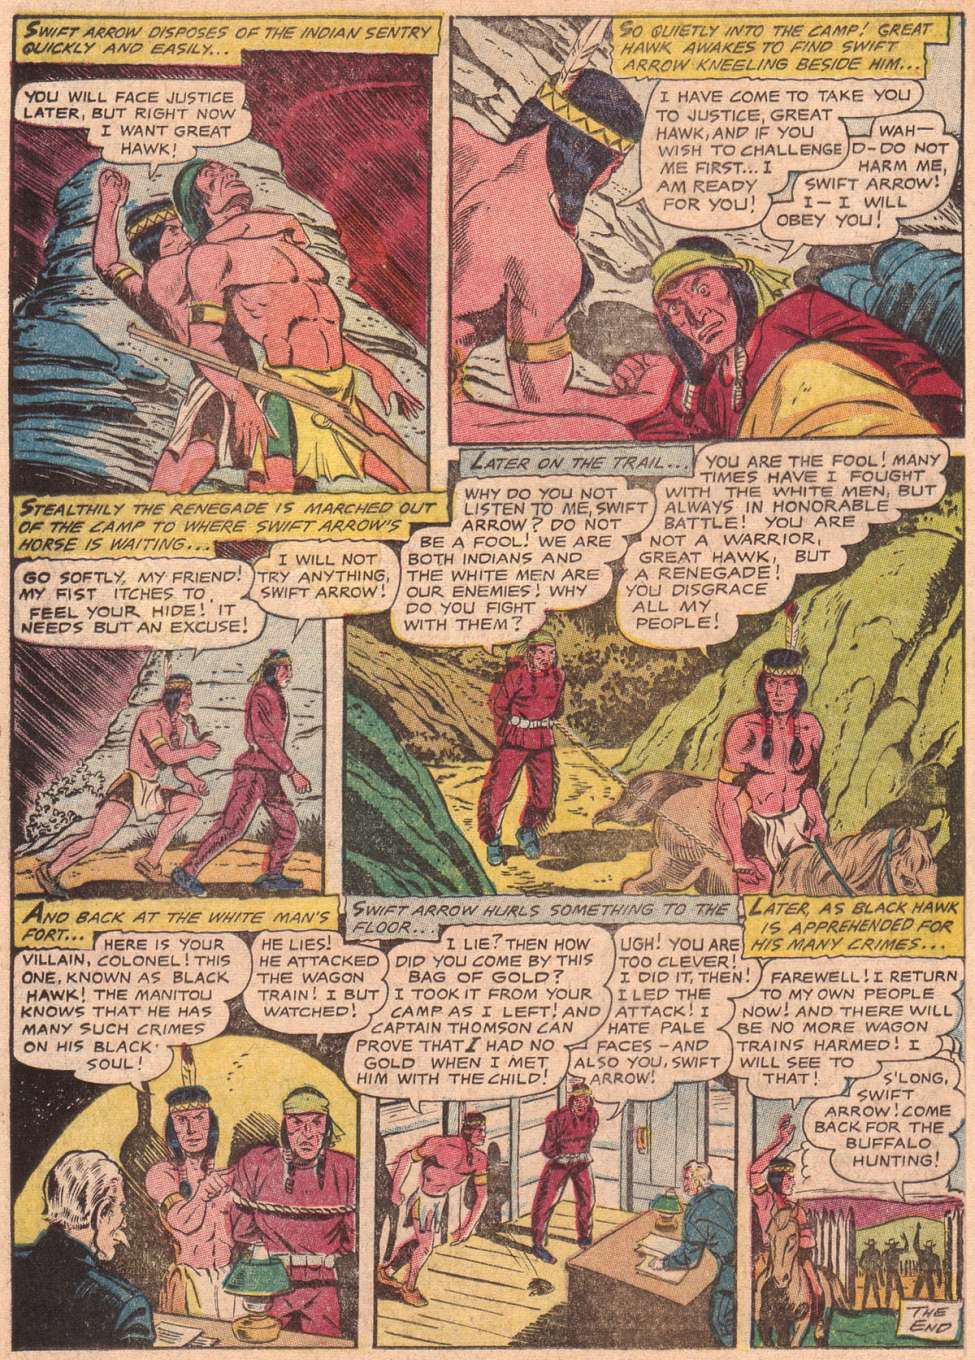 SWIFT ARROW DISPOSES OF THE INDIAN SENTRY
QUICKLY AND EASILY...
YOU WILL FACE JUSTICE
LATER, BUT RIGHT NOW
I WANT GREAT
HAWK!
SO QUIETLY INTO THE CAMP! GREAT
HAWK AWAKES TO FIND SWIFT
ARROW KNEELING BESIDE HIM...
I HAVE COME TO TAKE YOU
TO JUSTICE, GREAT
HAWK, AND IF YOU
WISH TO CHALLENGE
ME FIRST... I
AM READY
FOR YOU!
WAH—
D-DO NOT
HARM ME,
SWIFT ARROW!
I—I WILL
OBEY YOU!
STEALTHILY THE RENEGADE IS MARCHED OUT
OF THE CAMP TO WHERE SWIFT ARROW'S
HORSE IS WAITING...
GO SOFTLY, MY FRIEND!
MY FIST ITCHES TO
FEEL YOUR HIDE! IT
NEEDS BUT AN EXCUSE!
I WILL NOT
TRY ANYTHING,
SWIFT ARROW!
LATER ON THE TRAIL...
WHY DO YOU NOT
LISTEN TO ME, SWIFT
ARROW? DO NOT
BE A FOOL! WE ARE
BOTH INDIANS AND
THE WHITE MEN ARE
OUR ENEMIES! WHY
DO YOU FIGHT
WITH THEM?
YOU ARE THE FOOL! MANY
TIMES HAVE I FOUGHT
WITH THE WHITE MEN, BUT
ALWAYS IN HONORABLE
BATTLE! YOU ARE
NOT A WARRIOR,
GREAT HAWK, BUT
A RENEGADE!
YOU DISGRACE
ALL MY
PEOPLE!
AND BACK AT THE WHITE MAN'S
FORT...
HERE IS YOUR
VILLAIN, COLONEL! THIS
ONE, KNOWN AS BLACK
HAWK! THE MANITOU
KNOWS THAT HE HAS
MANY SUCH CRIMES
ON HIS BLACK
SOUL!
HE LIES!
HE ATTACKED
THE WAGON
TRAIN! I BUT
WATCHED!
SWIFT ARROW HURLS SOMETHING TO THE
FLOOR...
I LIE? THEN HOW
DID YOU COME BY THIS
BAG OF GOLD?
I TOOK IT FROM YOUR
CAMP AS I LEFT! AND
CAPTAIN THOMSON CAN
PROVE THAT I HAD NO
GOLD WHEN I MET
HIM WITH THE CHILD!
UGH! YOU ARE
TOO CLEVER!
I DID IT, THEN!
I LED THE
ATTACK! I
HATE PALE
FACES—AND
ALSO YOU, SWIFT
ARROW!
LATER, AS BLACK HAWK
IS APPREHENDED FOR
HIS MANY CRIMES...
FAREWELL! I RETURN
TO MY OWN PEOPLE
NOW! AND THERE WILL
BE NO MORE WAGON
TRAINS HARMED! I
WILL SEE TO
THAT!
S'LONG,
SWIFT
ARROW! COME
BACK FOR THE
BUFFALO
HUNTING!
THE
END